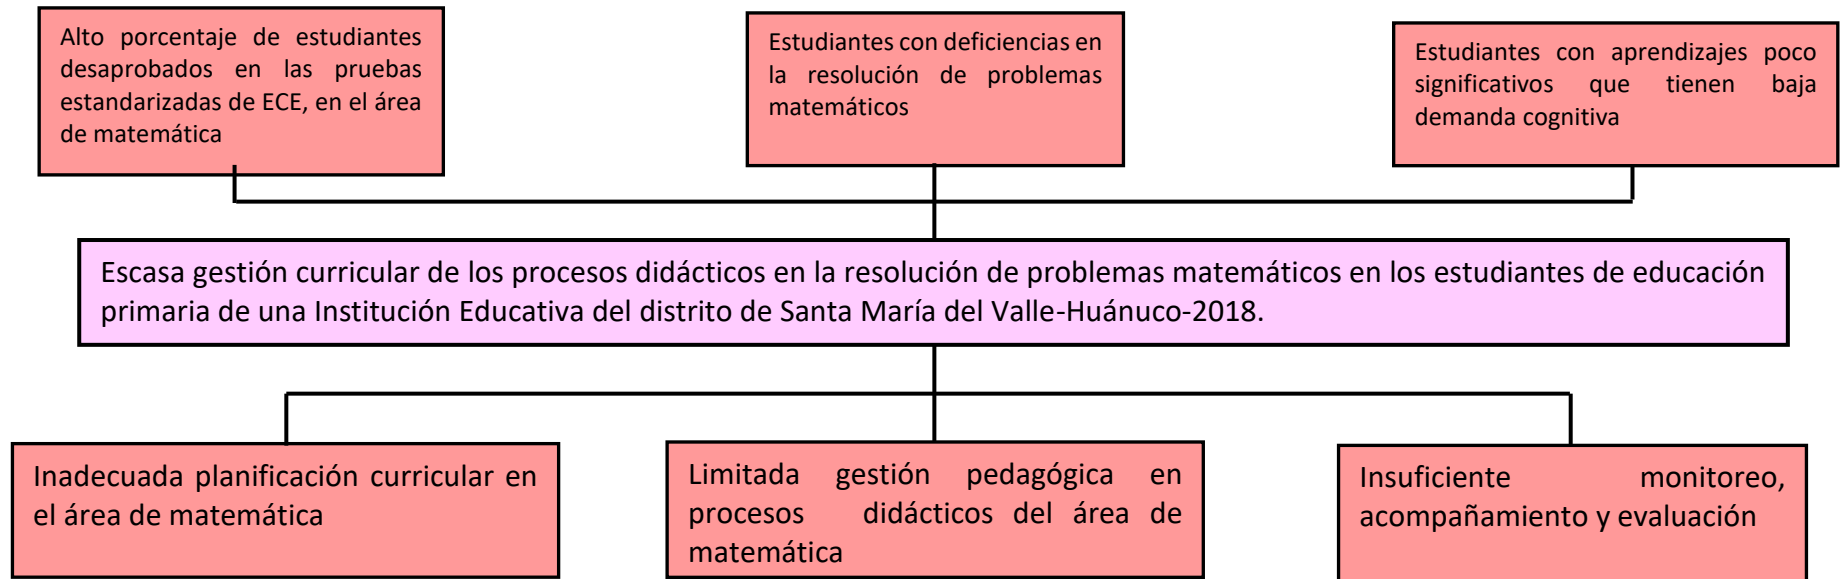 Alto porcentaje de estudiantes
desaprobados en las pruebas
estandarizadas de ECE, en el área
de matemática
Estudiantes con deficiencias en
la resolución de problemas
matemáticos
Estudiantes con aprendizajes poco
significativos que tienen baja
demanda cognitiva
Escasa gestión curricular de los procesos didácticos en la resolución de problemas matemáticos en los estudiantes de educación
primaria de una Institución Educativa del distrito de Santa María del Valle-Huánuco-2018.
Inadecuada planificación curricular en
el área de matemática
Limitada gestión pedagógica en
procesos didácticos del área de
matemática
Insuficiente monitoreo,
acompañamiento y evaluación